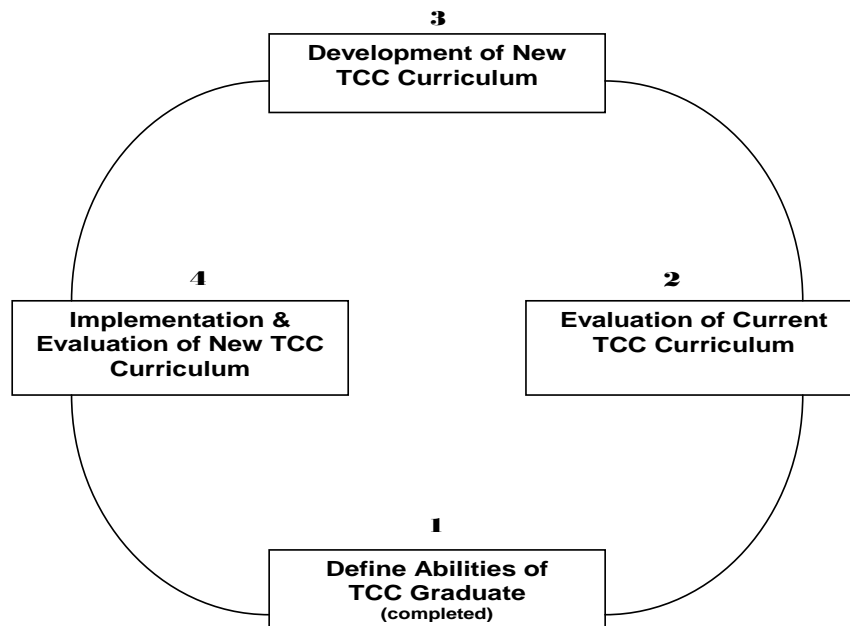 3
Development of New
TCC Curriculum
4
Implementation &
Evaluation of New TCC
Curriculum
2
Evaluation of Current
TCC Curriculum
1
Define Abilities of
TCC Graduate
(completed)